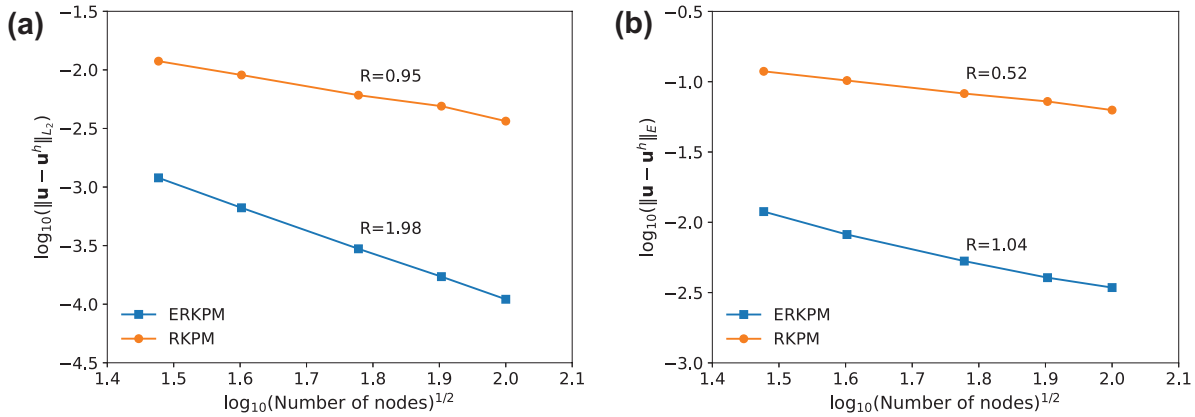 (a)
−1.5
−2.0
−2.5
−3.0
−3.5
−4.0
−4.5
log₁₀(‖𝐮 − 𝐮ʰ‖_{L₂})
R=0.95
R=1.98
ERKPM
RKPM
1.4 1.5 1.6 1.7 1.8 1.9 2.0 2.1
log₁₀(Number of nodes)^{1/2}
(b)
−0.5
−1.0
−1.5
−2.0
−2.5
−3.0
log₁₀(‖𝐮 − 𝐮ʰ‖_E)
R=0.52
R=1.04
ERKPM
RKPM
1.4 1.5 1.6 1.7 1.8 1.9 2.0 2.1
log₁₀(Number of nodes)^{1/2}